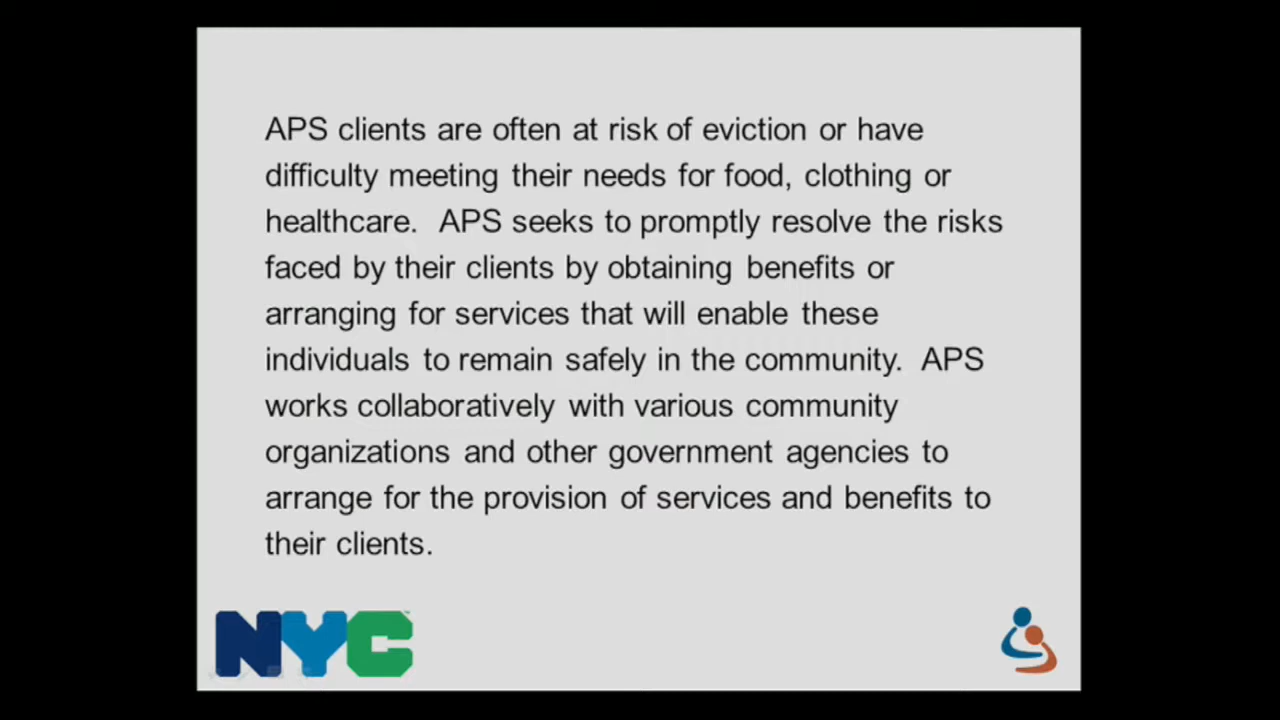 APS clients are often at risk of eviction or have
difficulty meeting their needs for food, clothing or
healthcare.  APS seeks to promptly resolve the risks
faced by their clients by obtaining benefits or
arranging for services that will enable these
individuals to remain safely in the community.  APS
works collaboratively with various community
organizations and other government agencies to
arrange for the provision of services and benefits to
their clients.
NYC